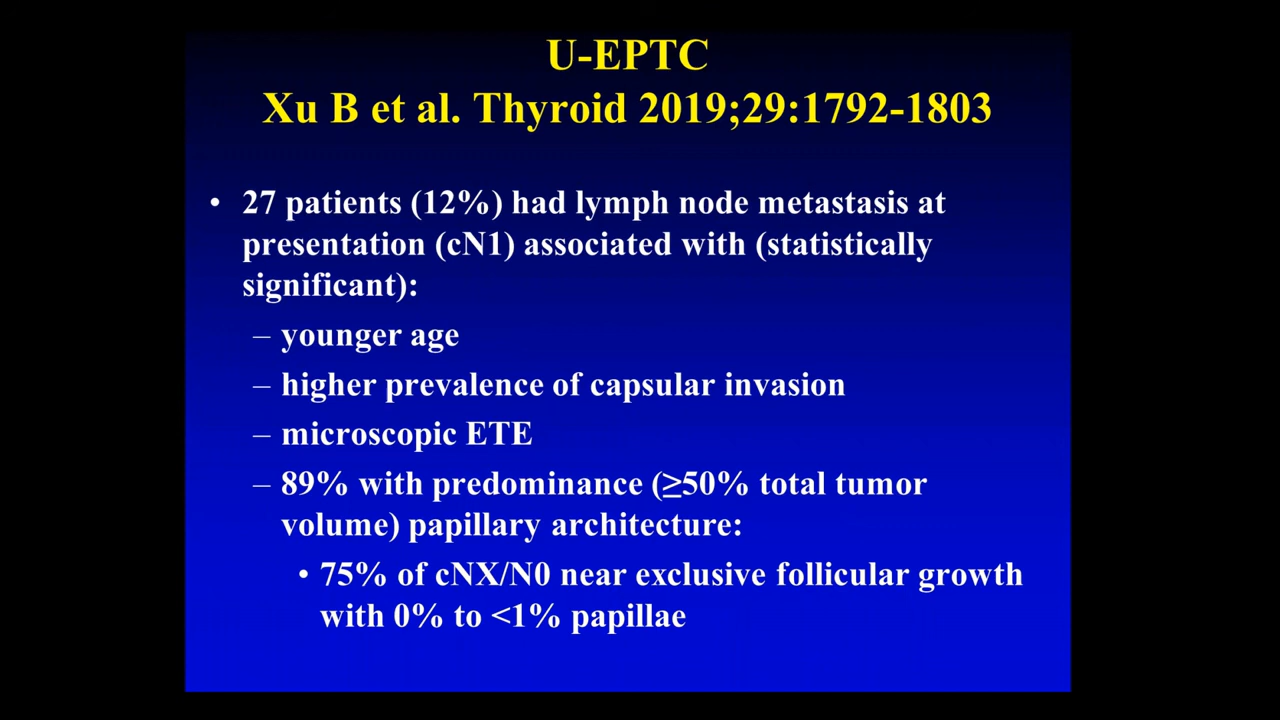 U-EPTC
Xu B et al. Thyroid 2019;29:1792-1803
• 27 patients (12%) had lymph node metastasis at
presentation (cN1) associated with (statistically
significant):
– younger age
– higher prevalence of capsular invasion
– microscopic ETE
– 89% with predominance (≥50% total tumor
volume) papillary architecture:
• 75% of cNX/N0 near exclusive follicular growth
with 0% to <1% papillae